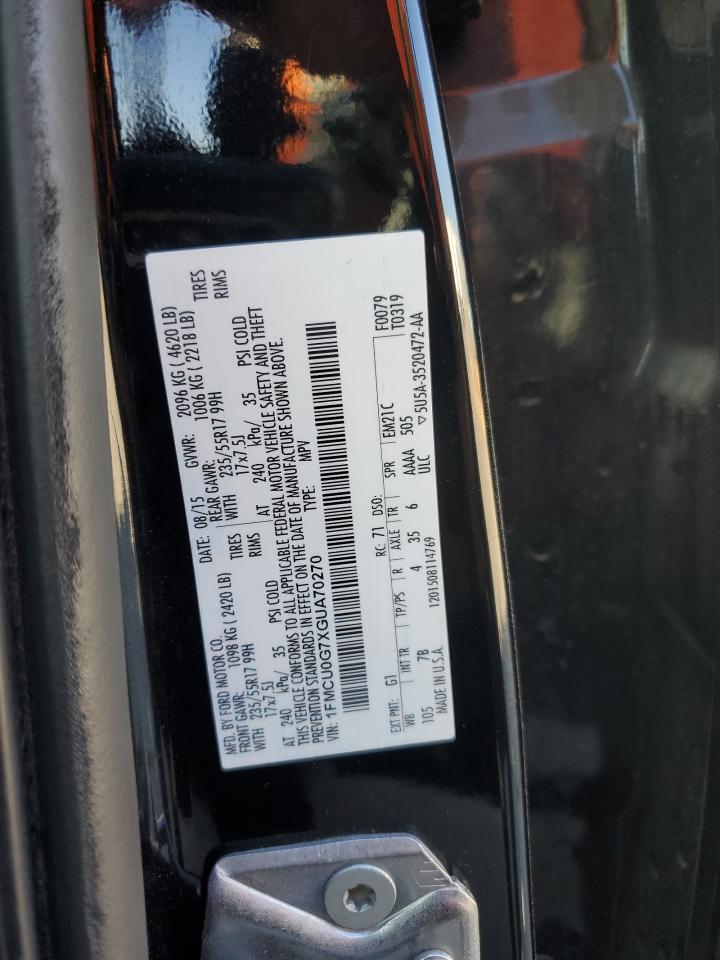 MFD. BY FORD MOTOR CO. DATE: 08/15 GVWR: 2096 KG ( 4620 LB)
FRONT GAWR: 1098 KG ( 2420 LB) REAR GAWR: 1006 KG ( 2218 LB)
WITH 235/55R17 99H TIRES WITH 235/55R17 99H TIRES
17x7.5J RIMS 17x7.5J RIMS
AT 240 kPa/ 35 PSI COLD AT 240 kPa/ 35 PSI COLD
THIS VEHICLE CONFORMS TO ALL APPLICABLE FEDERAL MOTOR VEHICLE SAFETY AND THEFT
PREVENTION STANDARDS IN EFFECT ON THE DATE OF MANUFACTURE SHOWN ABOVE.
VIN: 1FMCU0G7XGUA70270 TYPE: MPV
EXT PNT: G1 RC: 71 DSO: F0079
WB INT TR TP/PS R AXLE TR SPR EM21C T0319
105 7B 4 35 6 AAAA 505
MADE IN U.S.A. 1201508114769 ULC ▽5U5A-3520472-AA